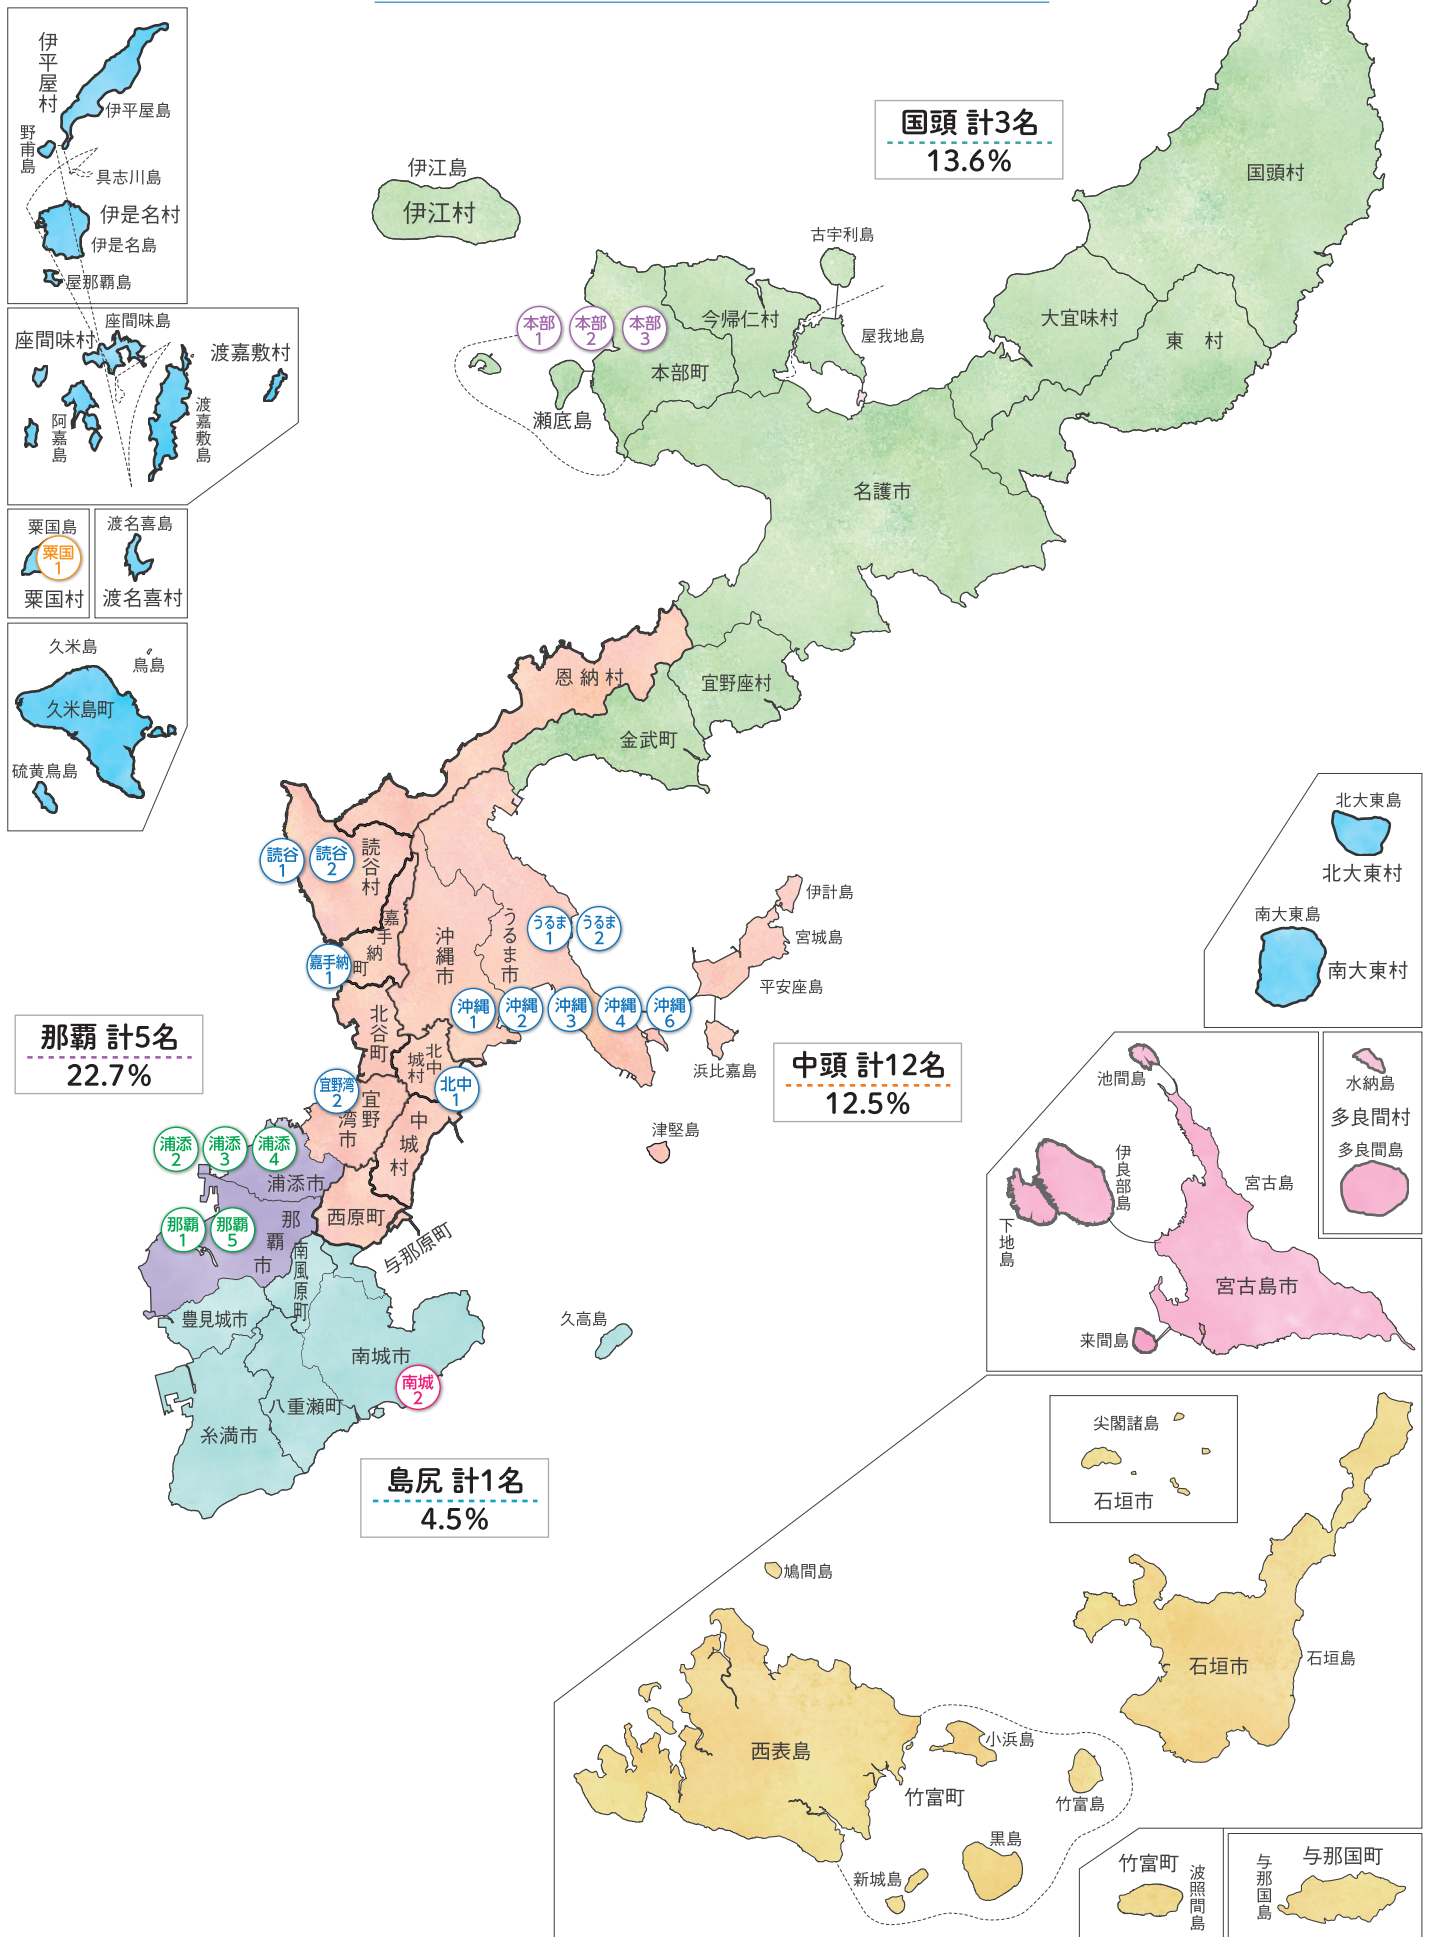 伊平屋村
伊平屋島
野甫島
具志川島
伊是名村
伊是名島
屋那覇島
座間味島
座間味村
渡嘉敷村
阿嘉島
渡嘉敷島
粟国島
粟国
1
粟国村
渡名喜島
渡名喜村
久米島
鳥島
久米島町
硫黄鳥島
国頭 計3名
13.6%
伊江島
伊江村
国頭村
古宇利島
大宜味村
東 村
今帰仁村
屋我地島
本部
1
本部
2
本部
3
本部町
瀬底島
名護市
恩納村
宜野座村
金武町
読谷
1
読谷
2
読谷村
嘉手納町
嘉手納
1
沖縄市
うるま市
うるま
1
うるま
2
伊計島
宮城島
平安座島
浜比嘉島
沖縄
1
沖縄
2
沖縄
3
沖縄
4
沖縄
6
北谷町
北中城村
北中
1
宜野湾
2
宜野湾市
中城村
津堅島
中頭 計12名
12.5%
那覇 計5名
22.7%
浦添
2
浦添
3
浦添
4
浦添市
那覇
1
那覇
5
那覇市
西原町
与那原町
南風原町
豊見城市
南城市
南城
2
八重瀬町
糸満市
久高島
島尻 計1名
4.5%
北大東島
北大東村
南大東島
南大東村
池間島
水納島
多良間村
多良間島
伊良部島
下地島
宮古島
宮古島市
来間島
尖閣諸島
石垣市
鳩間島
石垣市
石垣島
西表島
小浜島
竹富町
竹富島
黒島
新城島
竹富町
波照間島
与那国町
与那国島